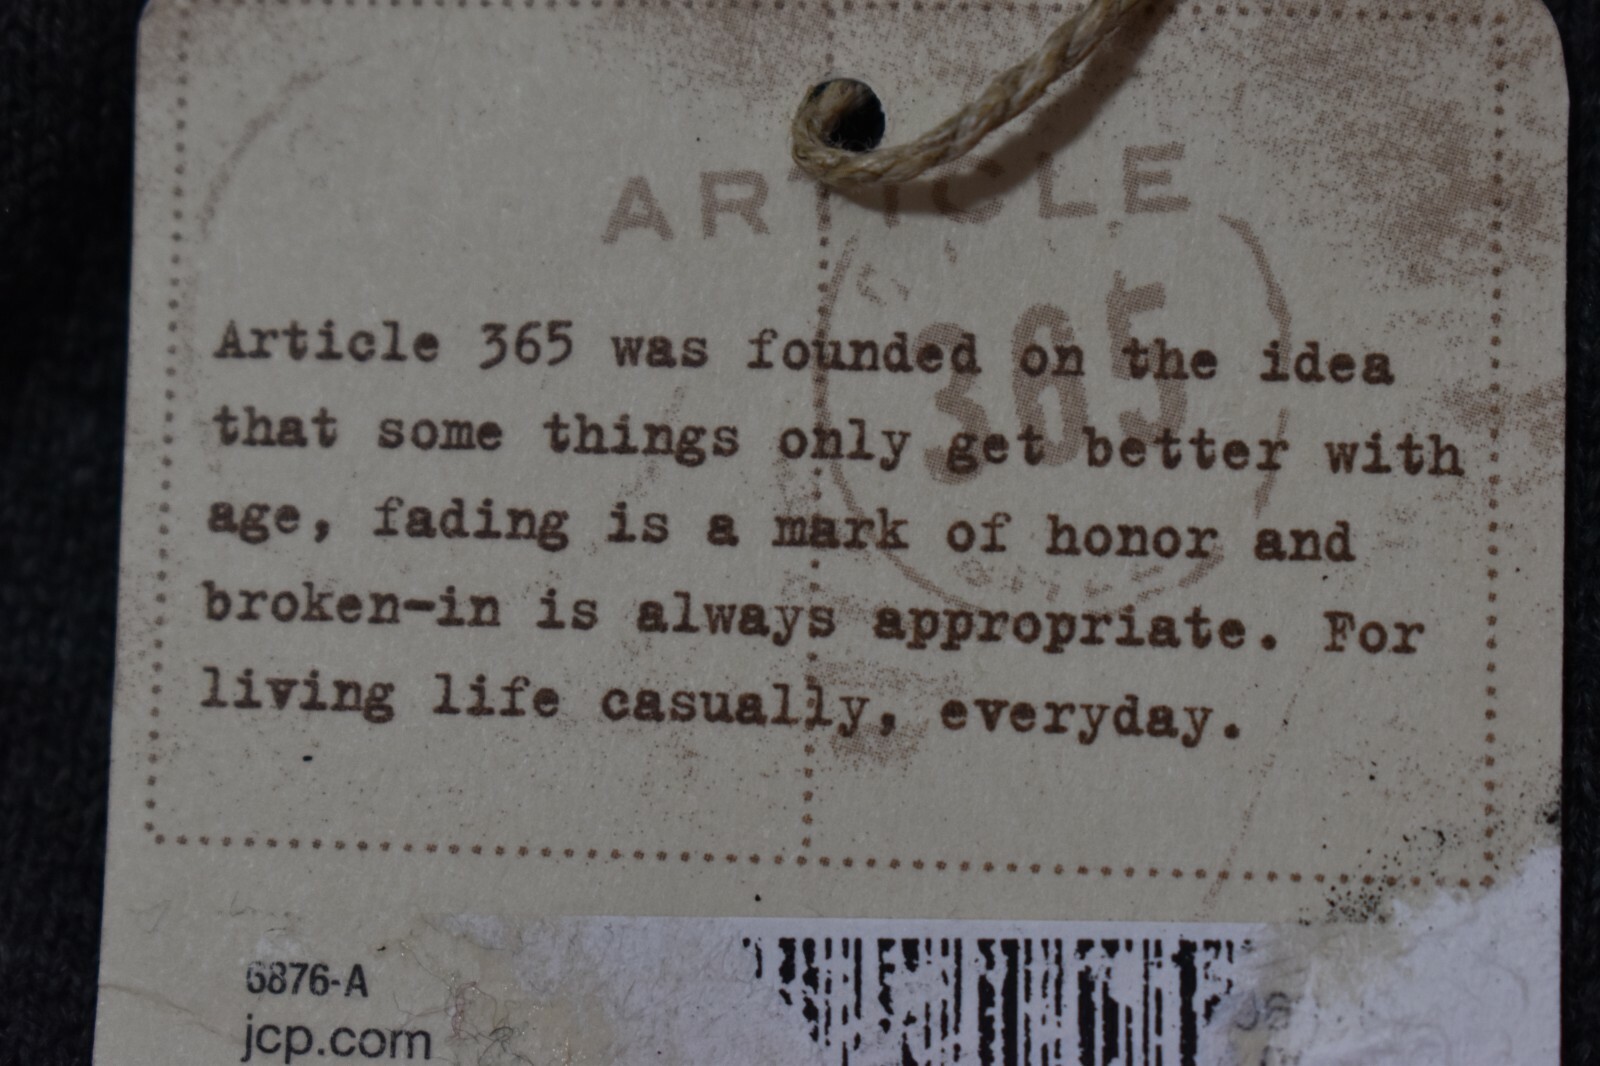 ARTICLE
365
Article 365 was founded on the idea
that some things only get better with
age, fading is a mark of honor and
broken-in is always appropriate. For
living life casually, everyday.
6876-A
jcp.com